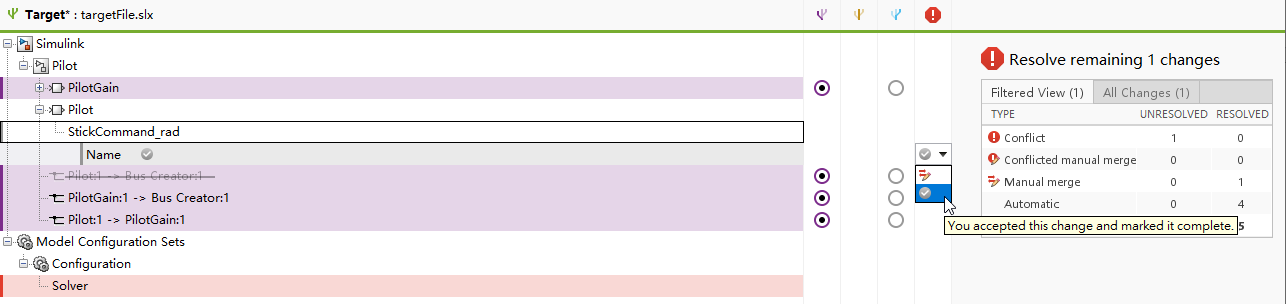 Target* : targetFile.slx
Simulink
Pilot
PilotGain
Pilot
StickCommand_rad
Name
Pilot:1 -> Bus Creator:1
PilotGain:1 -> Bus Creator:1
Pilot:1 -> PilotGain:1
Model Configuration Sets
Configuration
Solver
Resolve remaining 1 changes
Filtered View (1) All Changes (1)
TYPE UNRESOLVED RESOLVED
Conflict 1 0
Conflicted manual merge 0 0
Manual merge 0 1
Automatic 0 4
You accepted this change and marked it complete. 5